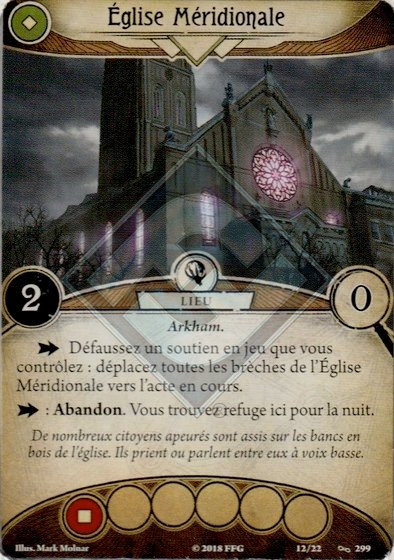 Église Méridionale
2
LIEU
0
Arkham.
Défaussez un soutien en jeu que vous
contrôlez : déplacez toutes les brèches de l'Église
Méridionale vers l'acte en cours.
: Abandon. Vous trouvez refuge ici pour la nuit.
De nombreux citoyens apeurés sont assis sur les bancs en
bois de l'église. Ils prient ou parlent entre eux à voix basse.
Illus. Mark Molnar © 2018 FFG 12/22 299